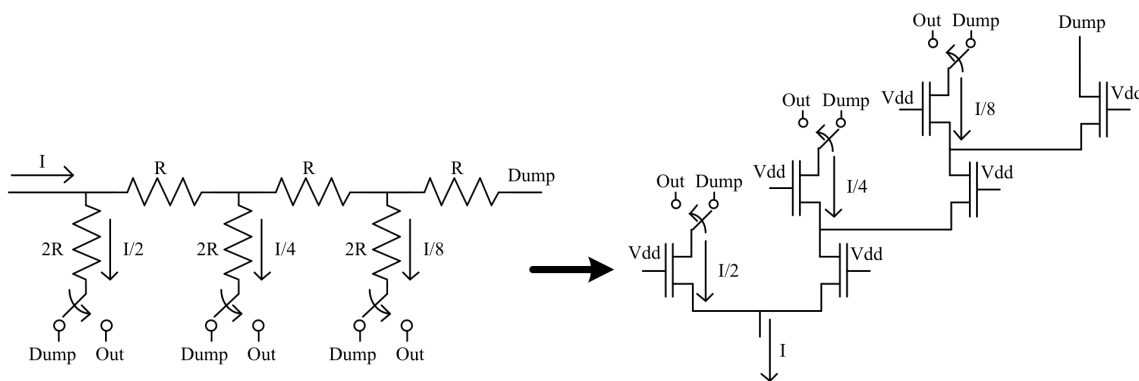 Out Dump Dump
Vdd I/8 Vdd
Out Dump
I R R R Dump
Vdd I/4 Vdd
Out Dump
2R I/2 2R I/4 2R I/8
Vdd I/2 Vdd
Dump Out Dump Out Dump Out
I